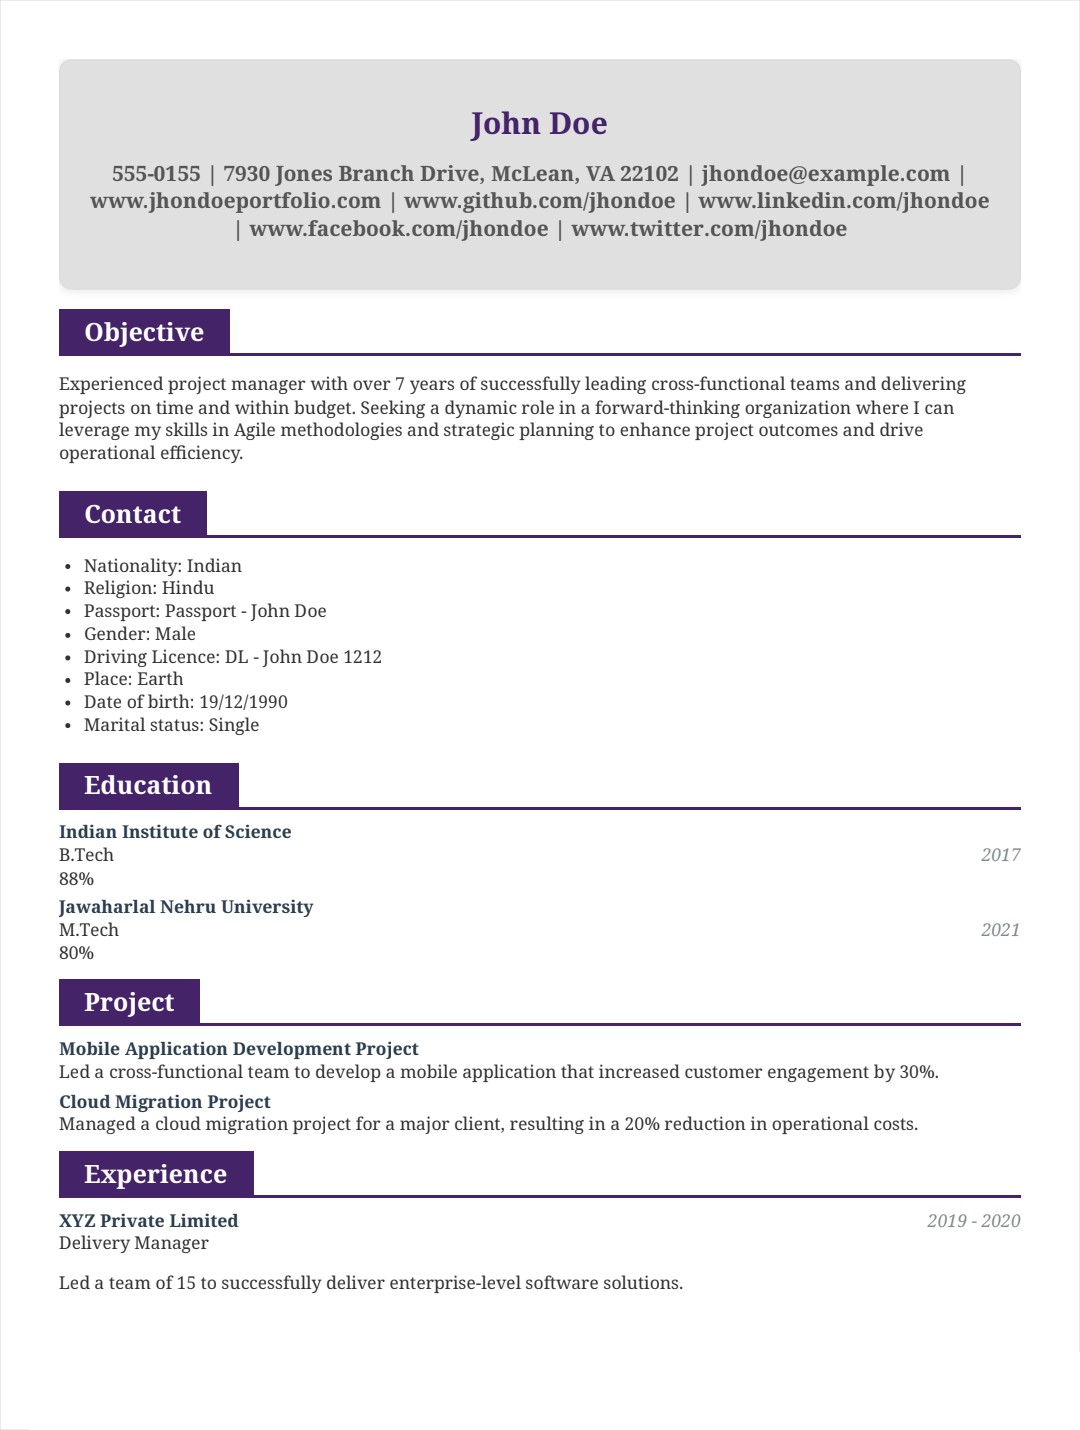 John Doe
555-0155 | 7930 Jones Branch Drive, McLean, VA 22102 | jhondoe@example.com |
www.jhondoeportfolio.com | www.github.com/jhondoe | www.linkedin.com/jhondoe
| www.facebook.com/jhondoe | www.twitter.com/jhondoe
Objective
Experienced project manager with over 7 years of successfully leading cross-functional teams and delivering
projects on time and within budget. Seeking a dynamic role in a forward-thinking organization where I can
leverage my skills in Agile methodologies and strategic planning to enhance project outcomes and drive
operational efficiency.
Contact
• Nationality: Indian
• Religion: Hindu
• Passport: Passport - John Doe
• Gender: Male
• Driving Licence: DL - John Doe 1212
• Place: Earth
• Date of birth: 19/12/1990
• Marital status: Single
Education
Indian Institute of Science
B.Tech 2017
88%
Jawaharlal Nehru University
M.Tech 2021
80%
Project
Mobile Application Development Project
Led a cross-functional team to develop a mobile application that increased customer engagement by 30%.
Cloud Migration Project
Managed a cloud migration project for a major client, resulting in a 20% reduction in operational costs.
Experience
XYZ Private Limited 2019 - 2020
Delivery Manager
Led a team of 15 to successfully deliver enterprise-level software solutions.